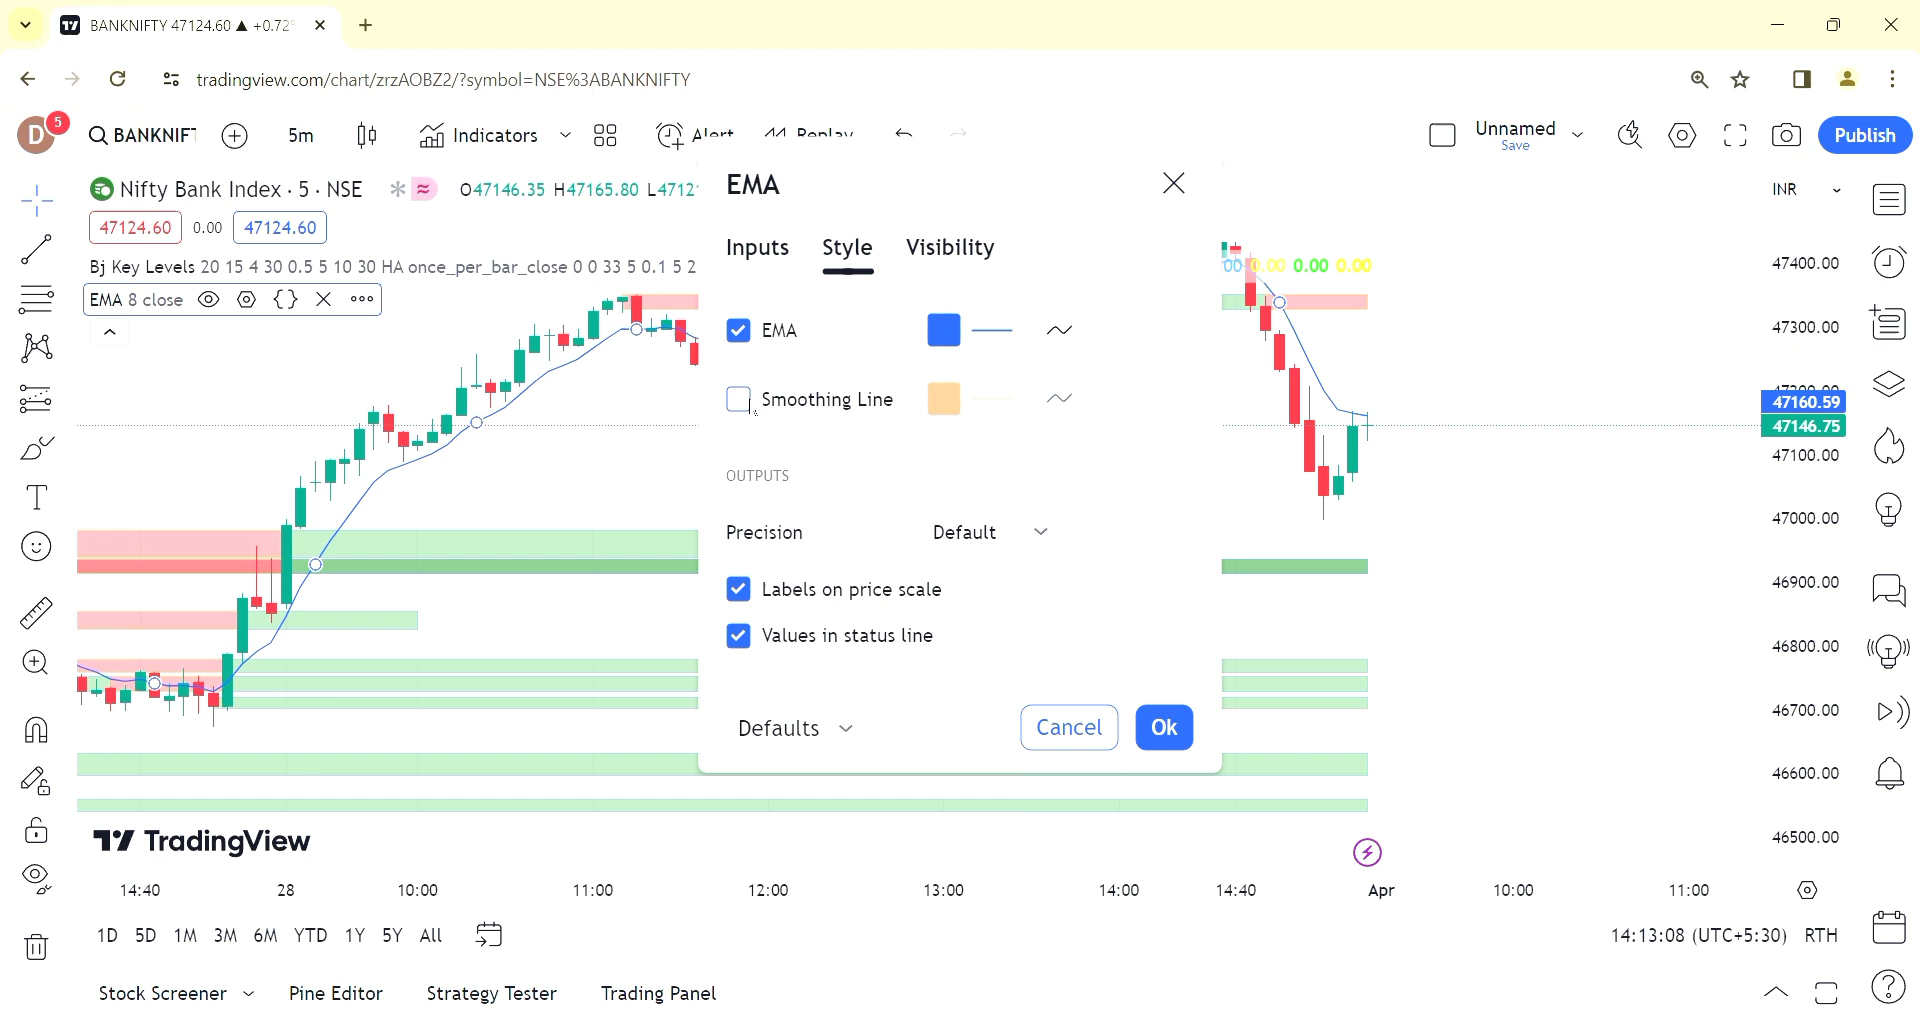 BANKNIFTY 47124.60 ▲ +0.72
tradingview.com/chart/zrzAOBZ2/?symbol=NSE%3ABANKNIFTY
D
5
BANKNIFT
5m
Indicators
Alert
Replay
Unnamed
Save
Publish
Nifty Bank Index · 5 · NSE
O47146.35 H47165.80 L4712
INR
47124.60
0.00
47124.60
Bj Key Levels 20 15 4 30 0.5 5 10 30 HA once_per_bar_close 0 0 33 5 0.1 5 2
00 0.00 0.00 0.00
EMA 8 close
EMA
Inputs
Style
Visibility
EMA
Smoothing Line
OUTPUTS
Precision
Default
Labels on price scale
Values in status line
Defaults
Cancel
Ok
47400.00
47300.00
47200.00
47160.59
47146.75
47100.00
47000.00
46900.00
46800.00
46700.00
46600.00
46500.00
TradingView
14:40
28
10:00
11:00
12:00
13:00
14:00
14:40
Apr
10:00
11:00
1D 5D 1M 3M 6M YTD 1Y 5Y All
14:13:08 (UTC+5:30) RTH
Stock Screener
Pine Editor
Strategy Tester
Trading Panel